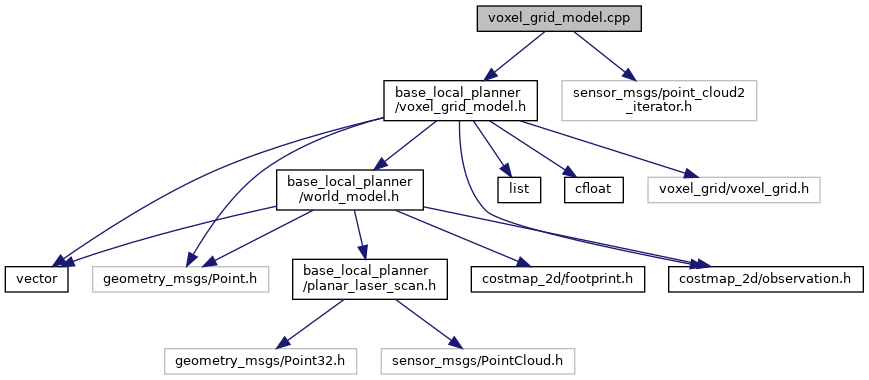 voxel_grid_model.cpp
base_local_planner
/voxel_grid_model.h
sensor_msgs/point_cloud2
_iterator.h
base_local_planner
/world_model.h
list
cfloat
voxel_grid/voxel_grid.h
vector
geometry_msgs/Point.h
base_local_planner
/planar_laser_scan.h
costmap_2d/footprint.h
costmap_2d/observation.h
geometry_msgs/Point32.h
sensor_msgs/PointCloud.h